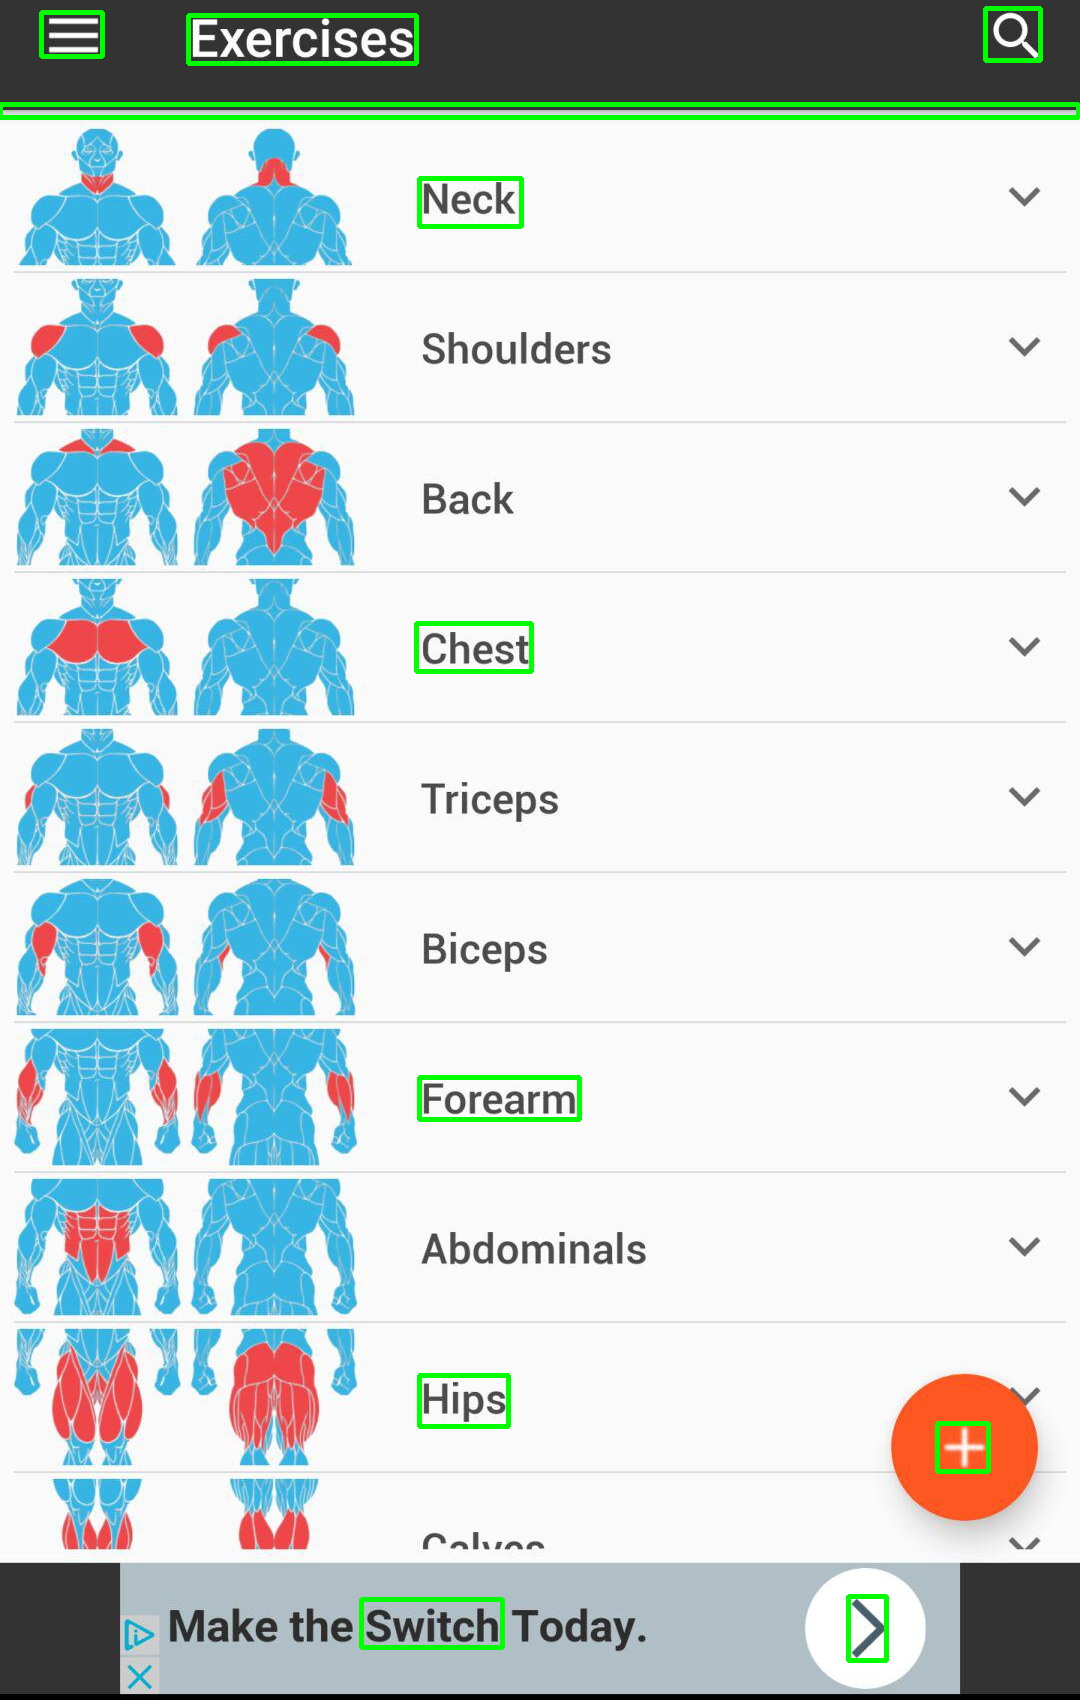 Exercises
Neck
Shoulders
Back
Chest
Triceps
Biceps
Forearm
Abdominals
Hips
Calves
Make the Switch Today.